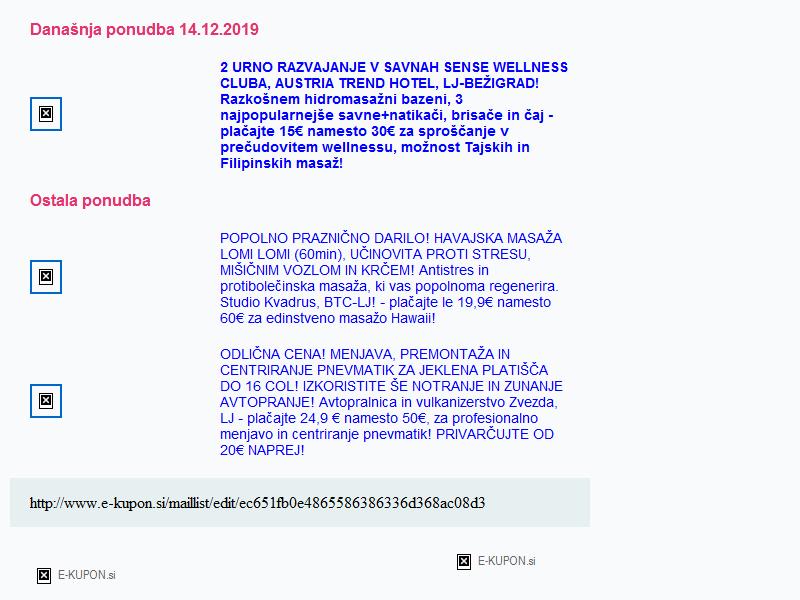 Današnja ponudba 14.12.2019
2 URNO RAZVAJANJE V SAVNAH SENSE WELLNESS
CLUBA, AUSTRIA TREND HOTEL, LJ-BEŽIGRAD!
Razkošnem hidromasažni bazeni, 3
najpopularnejše savne+natikači, brisače in čaj -
plačajte 15€ namesto 30€ za sproščanje v
prečudovitem wellnessu, možnost Tajskih in
Filipinskih masaž!
Ostala ponudba
POPOLNO PRAZNIČNO DARILO! HAVAJSKA MASAŽA
LOMI LOMI (60min), UČINOVITA PROTI STRESU,
MIŠIČNIM VOZLOM IN KRČEM! Antistres in
protibolečinska masaža, ki vas popolnoma regenerira.
Studio Kvadrus, BTC-LJ! - plačajte le 19,9€ namesto
60€ za edinstveno masažo Hawaii!
ODLIČNA CENA! MENJAVA, PREMONTAŽA IN
CENTRIRANJE PNEVMATIK ZA JEKLENA PLATIŠČA
DO 16 COL! IZKORISTITE ŠE NOTRANJE IN ZUNANJE
AVTOPRANJE! Avtopralnica in vulkanizerstvo Zvezda,
LJ - plačajte 24,9 € namesto 50€, za profesionalno
menjavo in centriranje pnevmatik! PRIVARČUJTE OD
20€ NAPREJ!
http://www.e-kupon.si/maillist/edit/ec651fb0e4865586386336d368ac08d3
E-KUPON.si
E-KUPON.si